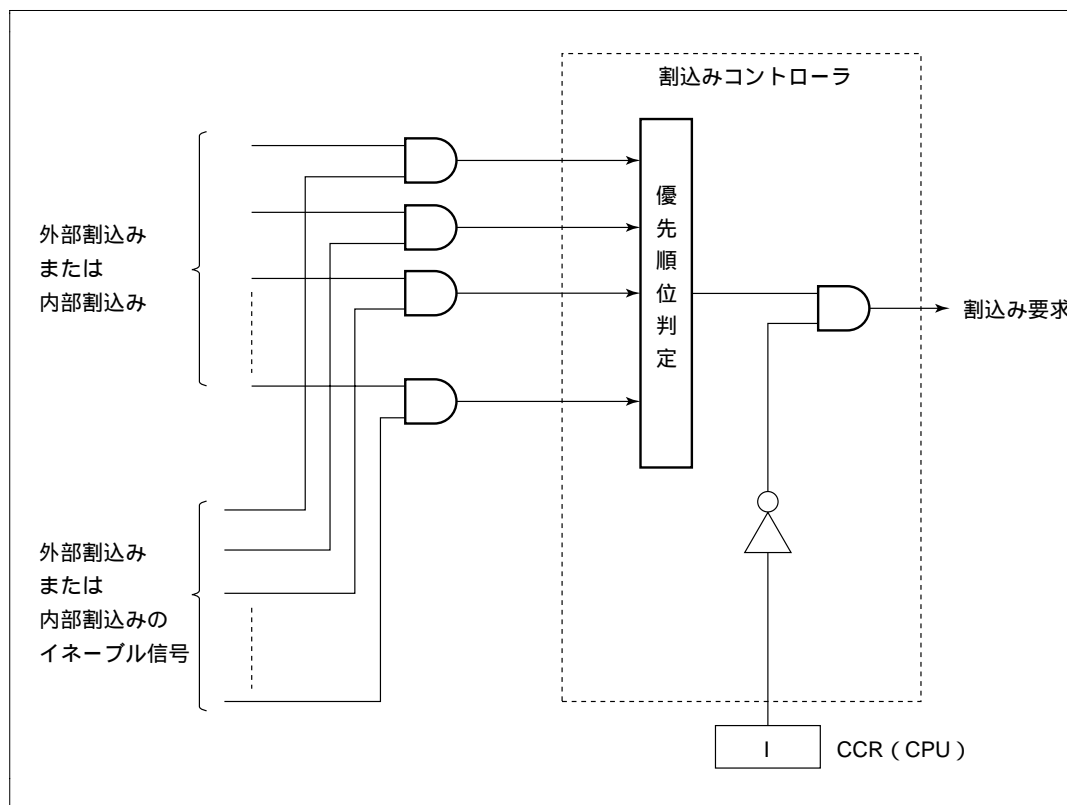 割込みコントローラ
外部割込み
または
内部割込み
優先順位判定
割込み要求
外部割込み
または
内部割込みの
イネーブル信号
I
CCR（CPU）